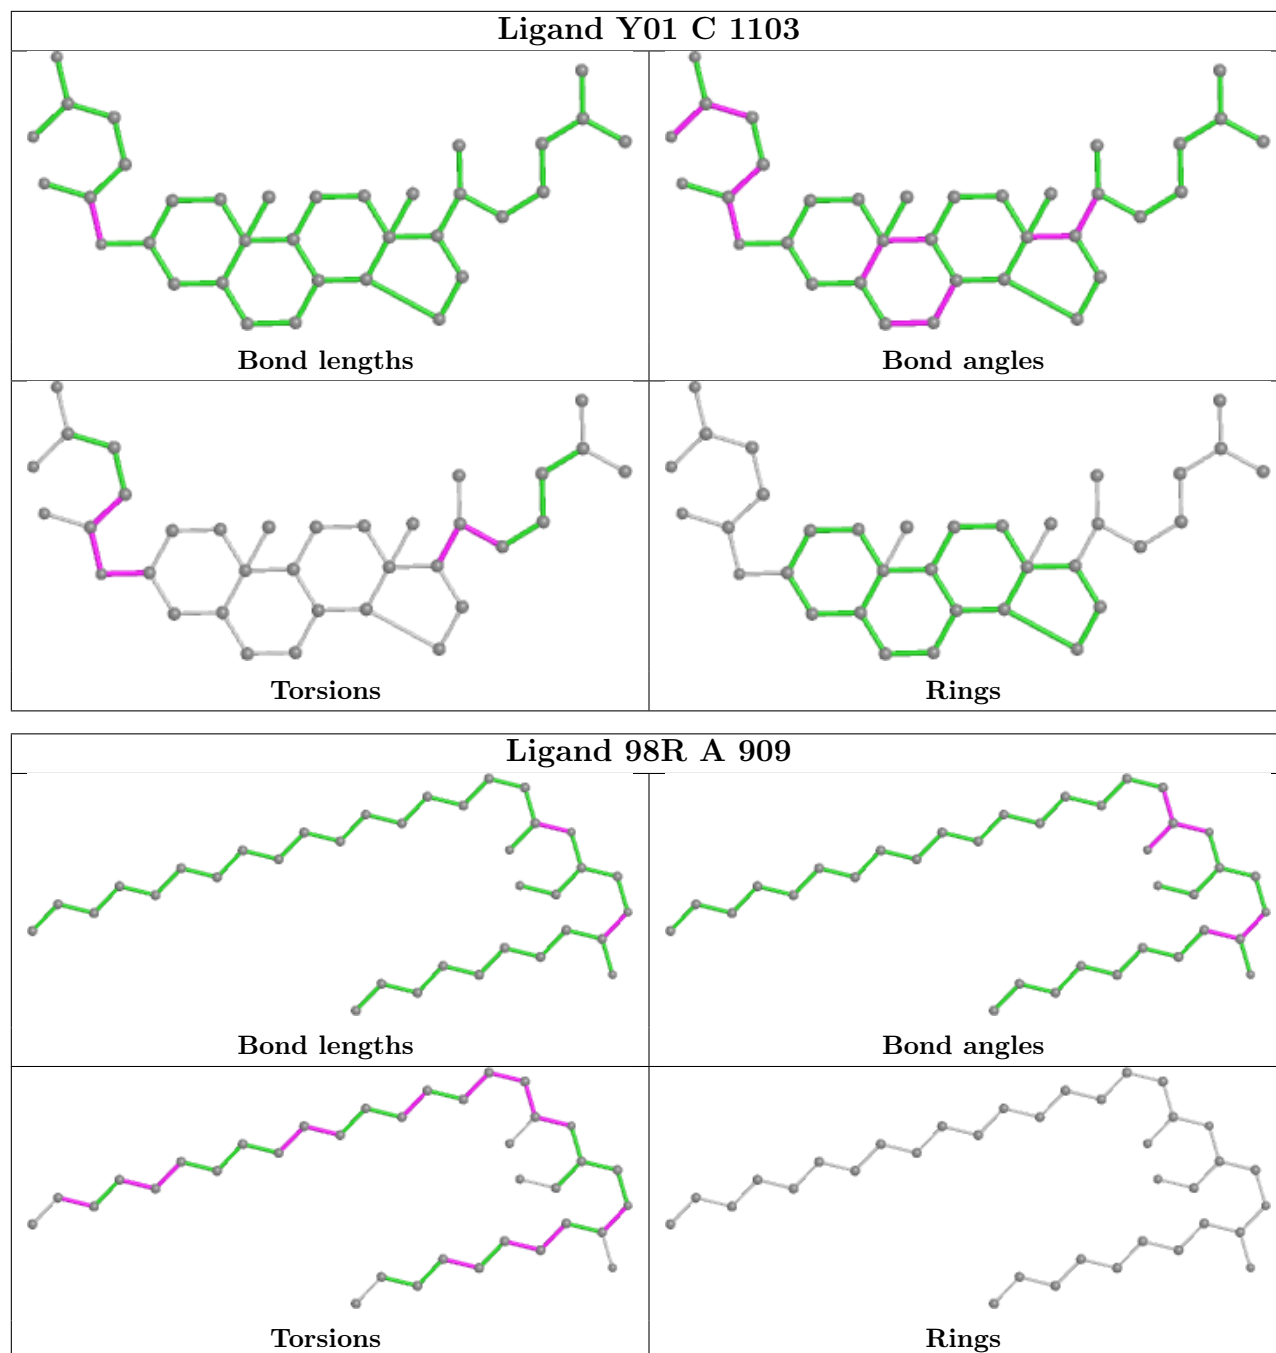 Ligand Y01 C 1103
Bond lengths
Bond angles
Torsions
Rings
Ligand 98R A 909
Bond lengths
Bond angles
Torsions
Rings